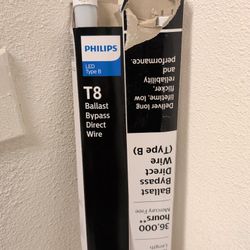 PHILIPS
LED
Type B
T8
Ballast
Bypass
Direct
Wire
Deliver long
lifetime, low
flicker,
reliability
and
performance.
Ballast
Bypass
Direct
Wire
(Type B)
36,000
hours
Mercury Free
Length